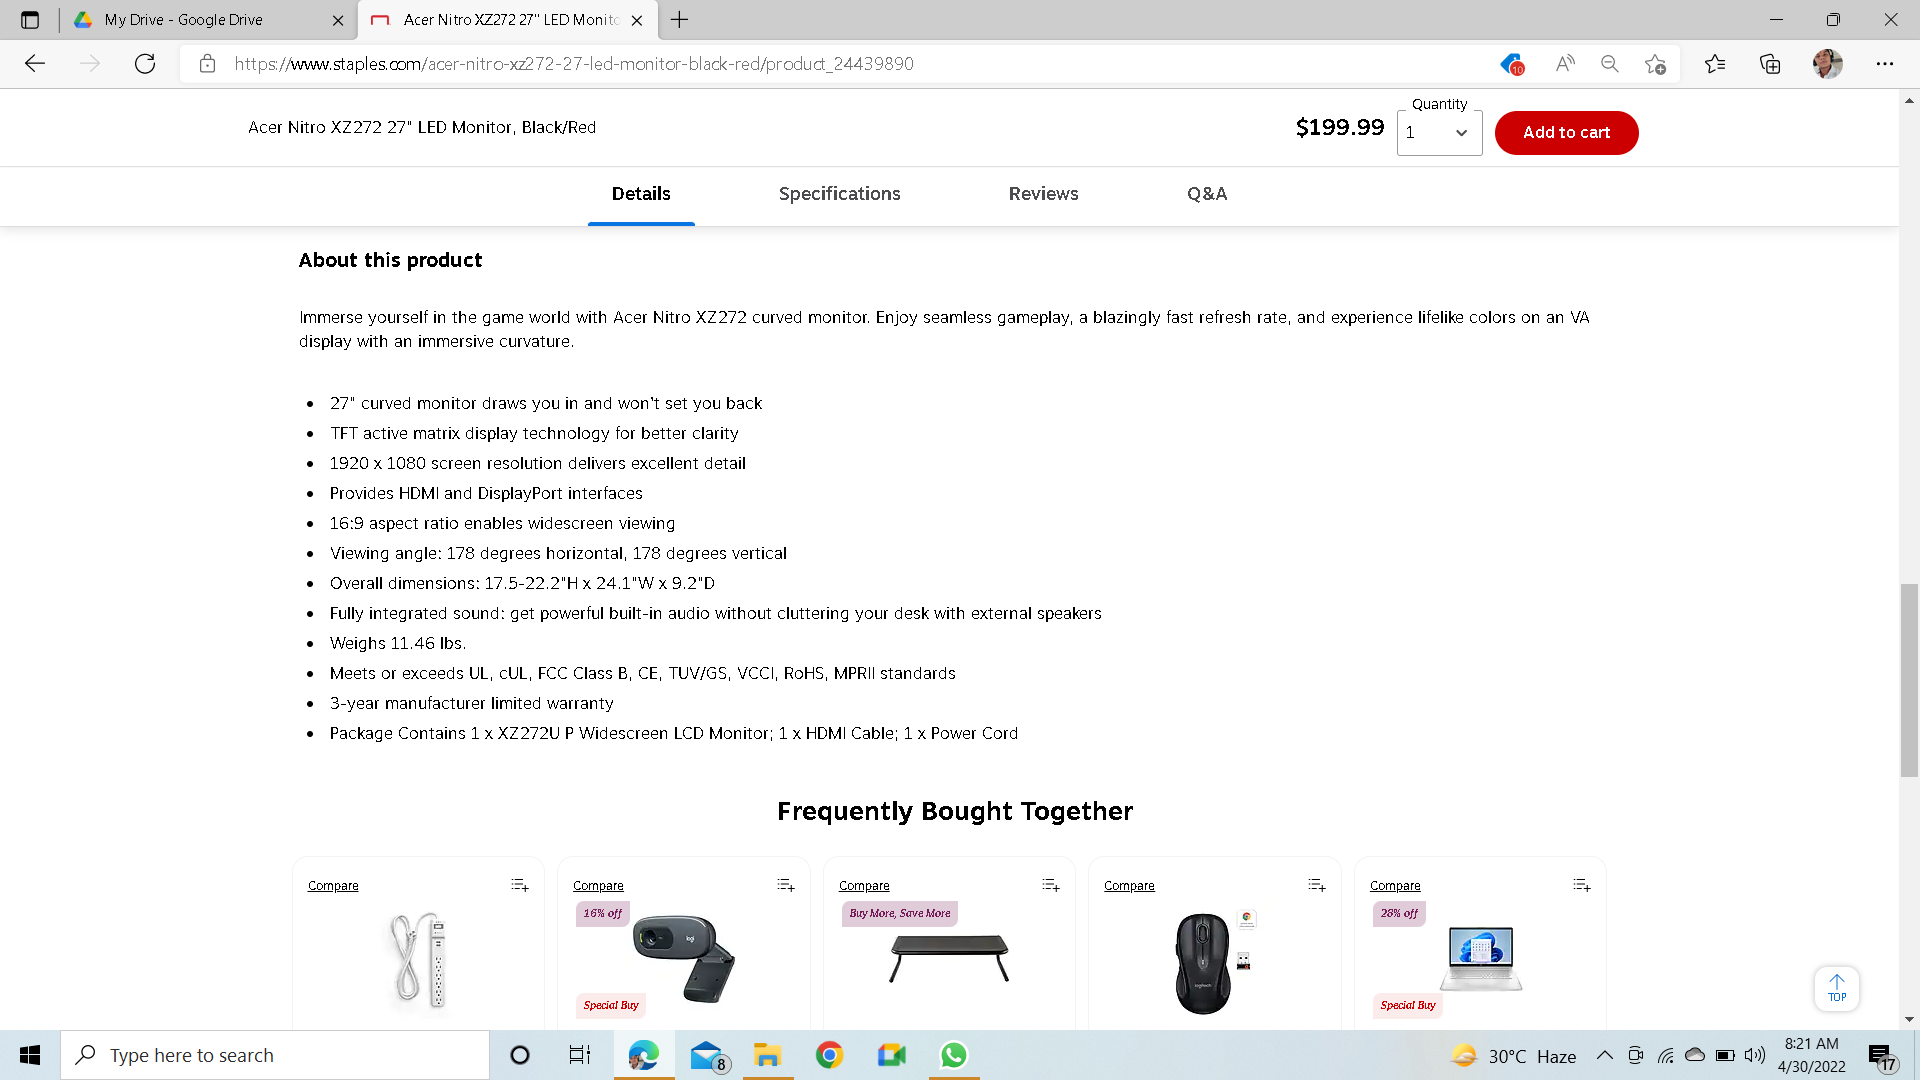 My Drive - Google Drive
Acer Nitro XZ272 27" LED Monito
https://www.staples.com/acer-nitro-xz272-27-led-monitor-black-red/product_24439890
10
Acer Nitro XZ272 27" LED Monitor, Black/Red
$199.99
Quantity
1
Add to cart
Details
Specifications
Reviews
Q&A
About this product
Immerse yourself in the game world with Acer Nitro XZ272 curved monitor. Enjoy seamless gameplay, a blazingly fast refresh rate, and experience lifelike colors on an VA
display with an immersive curvature.
27" curved monitor draws you in and won't set you back
TFT active matrix display technology for better clarity
1920 x 1080 screen resolution delivers excellent detail
Provides HDMI and DisplayPort interfaces
16:9 aspect ratio enables widescreen viewing
Viewing angle: 178 degrees horizontal, 178 degrees vertical
Overall dimensions: 17.5-22.2"H x 24.1"W x 9.2"D
Fully integrated sound: get powerful built-in audio without cluttering your desk with external speakers
Weighs 11.46 lbs.
Meets or exceeds UL, cUL, FCC Class B, CE, TUV/GS, VCCI, RoHS, MPRII standards
3-year manufacturer limited warranty
Package Contains 1 x XZ272U P Widescreen LCD Monitor; 1 x HDMI Cable; 1 x Power Cord
Frequently Bought Together
Compare
Compare
16% off
logi
Special Buy
Compare
Buy More, Save More
Compare
logitech
Compare
28% off
Special Buy
TOP
Type here to search
8
30°C Haze
8:21 AM
4/30/2022
17